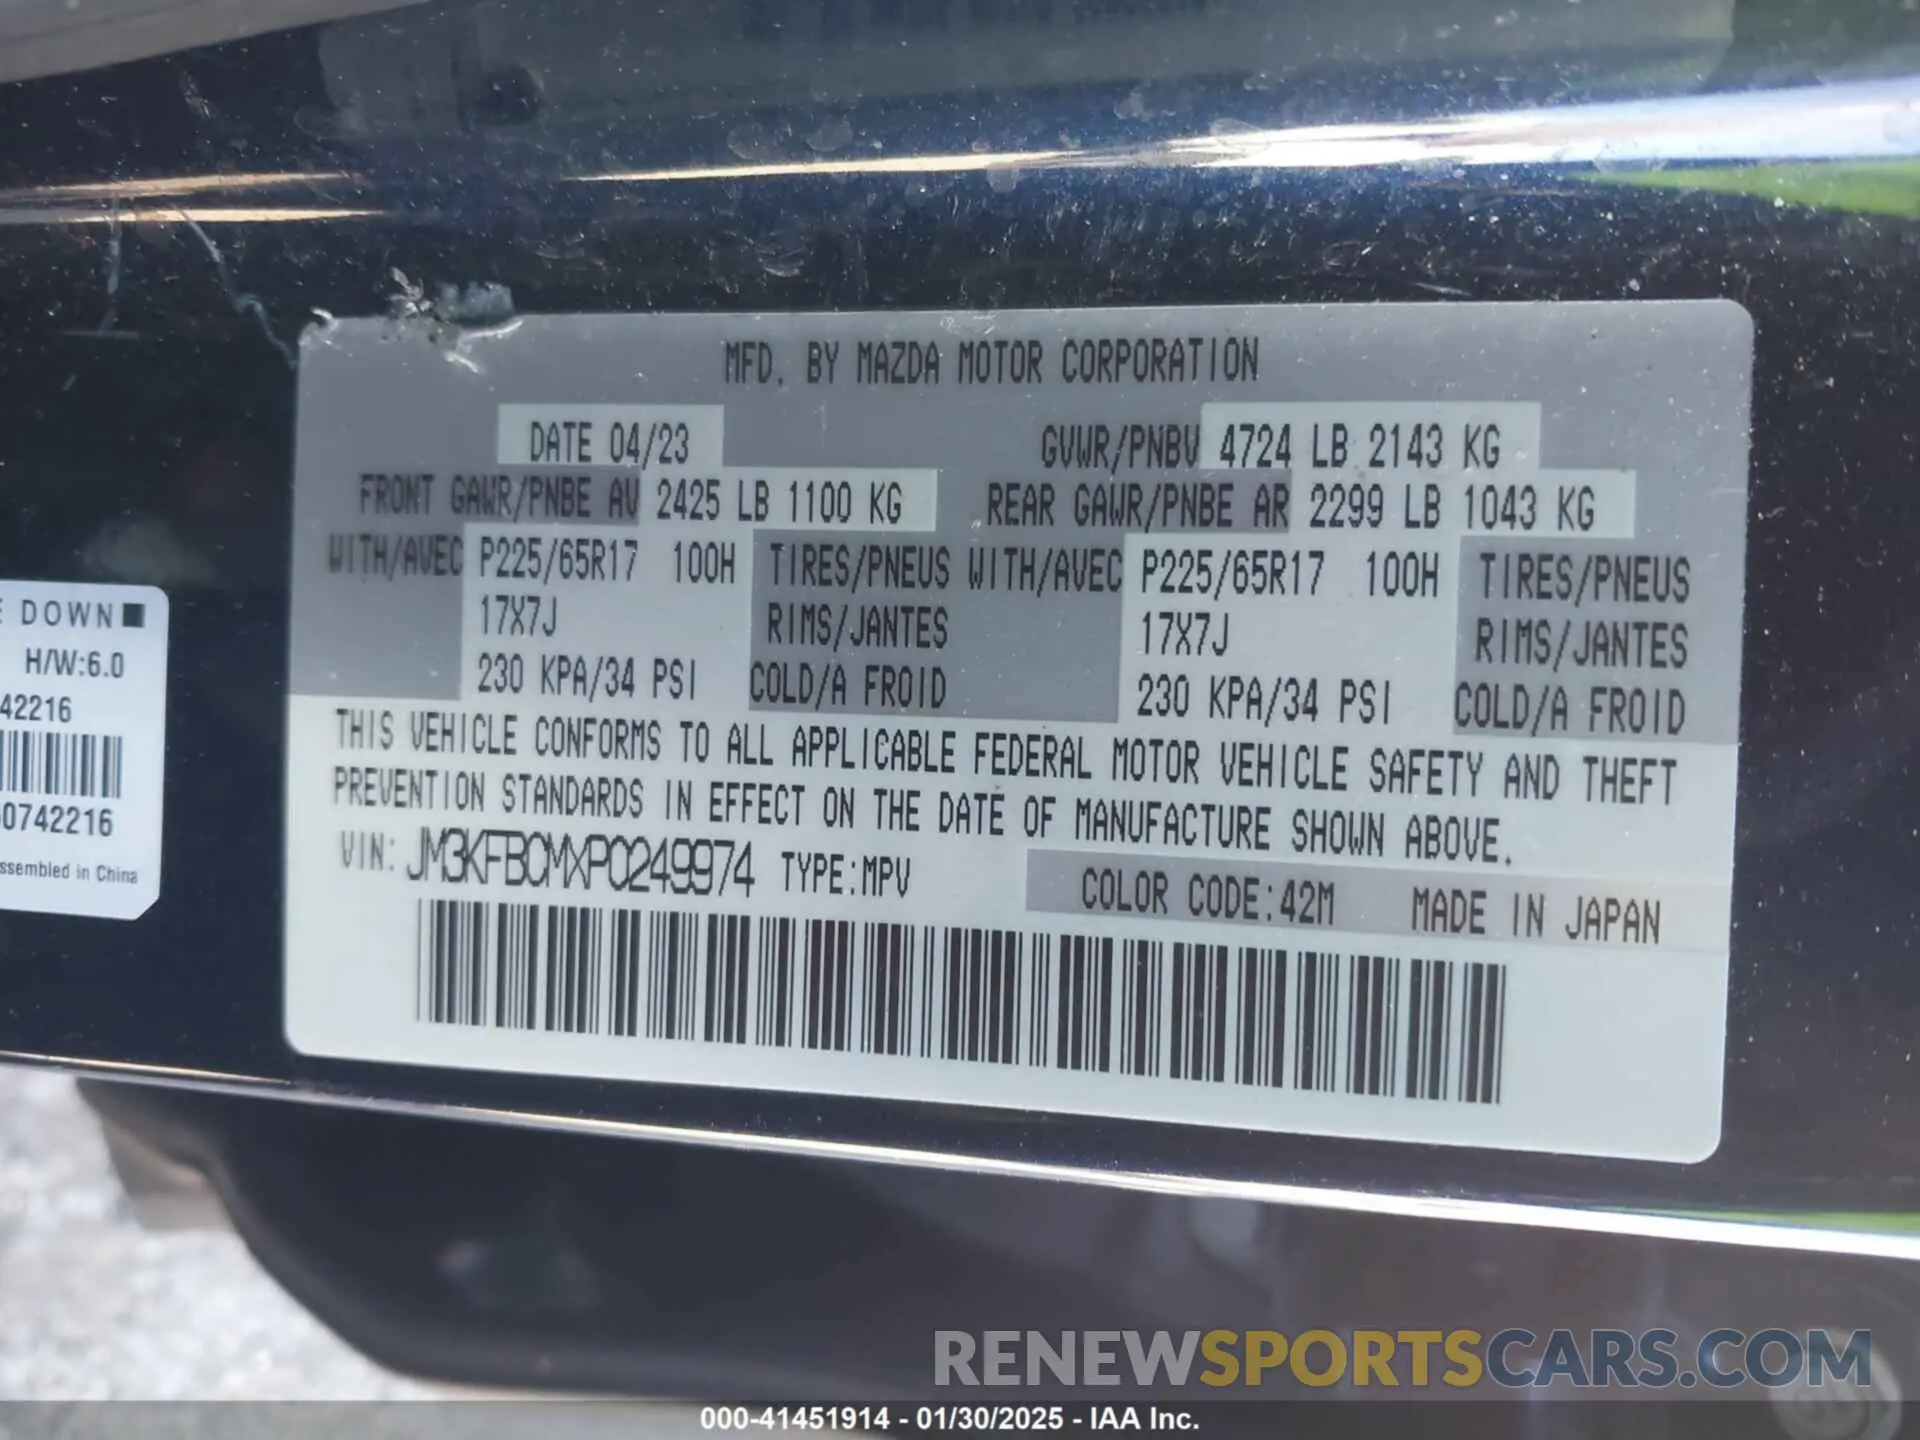 MFD. BY MAZDA MOTOR CORPORATION
DATE 04/23 GVWR/PNBV 4724 LB 2143 KG
FRONT GAWR/PNBE AV 2425 LB 1100 KG REAR GAWR/PNBE AR 2299 LB 1043 KG
WITH/AVEC P225/65R17 100H TIRES/PNEUS WITH/AVEC P225/65R17 100H TIRES/PNEUS
17X7J RIMS/JANTES 17X7J RIMS/JANTES
230 KPA/34 PSI COLD/A FROID 230 KPA/34 PSI COLD/A FROID
THIS VEHICLE CONFORMS TO ALL APPLICABLE FEDERAL MOTOR VEHICLE SAFETY AND THEFT
PREVENTION STANDARDS IN EFFECT ON THE DATE OF MANUFACTURE SHOWN ABOVE.
VIN: JM3KFBCMXP0249974 TYPE:MPV COLOR CODE:42M MADE IN JAPAN
E DOWN
H/W:6.0
42216
0742216
ssembled in China
RENEWSPORTSCARS.COM
000-41451914 - 01/30/2025 - IAA Inc.